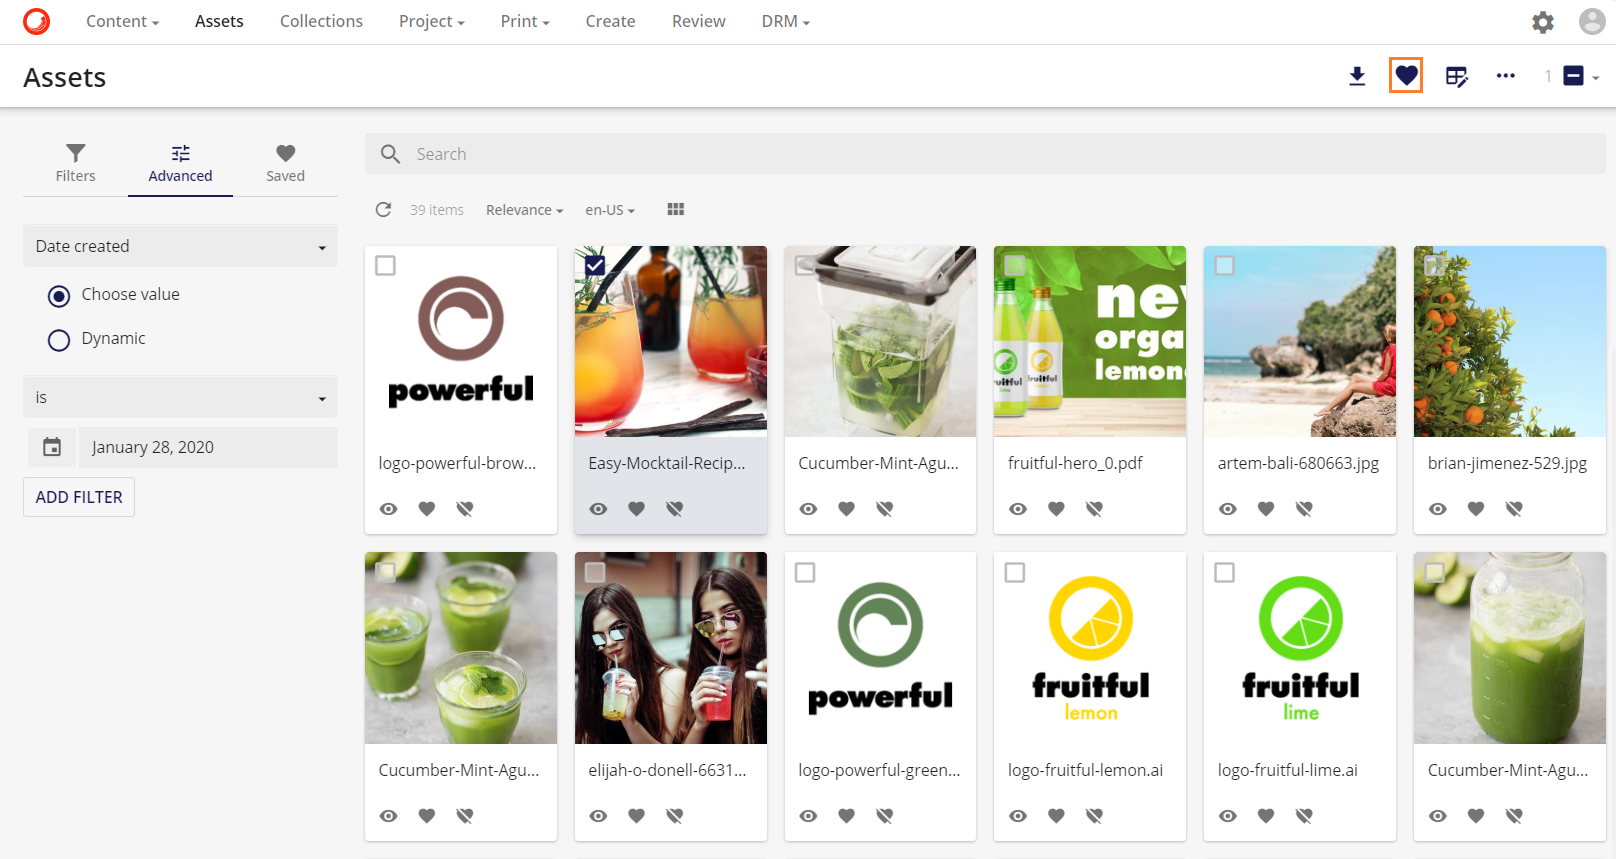 Content Assets Collections Project Print Create Review DRM
Assets
1
Filters Advanced Saved
Search
39 items Relevance en-US
Date created
Choose value
Dynamic
is
January 28, 2020
ADD FILTER
powerful
new
orga
lemon
fruitful
fruitful
logo-powerful-brow... Easy-Mocktail-Recip... Cucumber-Mint-Agu... fruitful-hero_0.pdf artem-bali-680663.jpg brian-jimenez-529.jpg
powerful
fruitful
lemon
fruitful
lime
Cucumber-Mint-Agu... elijah-o-donell-6631... logo-powerful-green... logo-fruitful-lemon.ai logo-fruitful-lime.ai Cucumber-Mint-Agu...